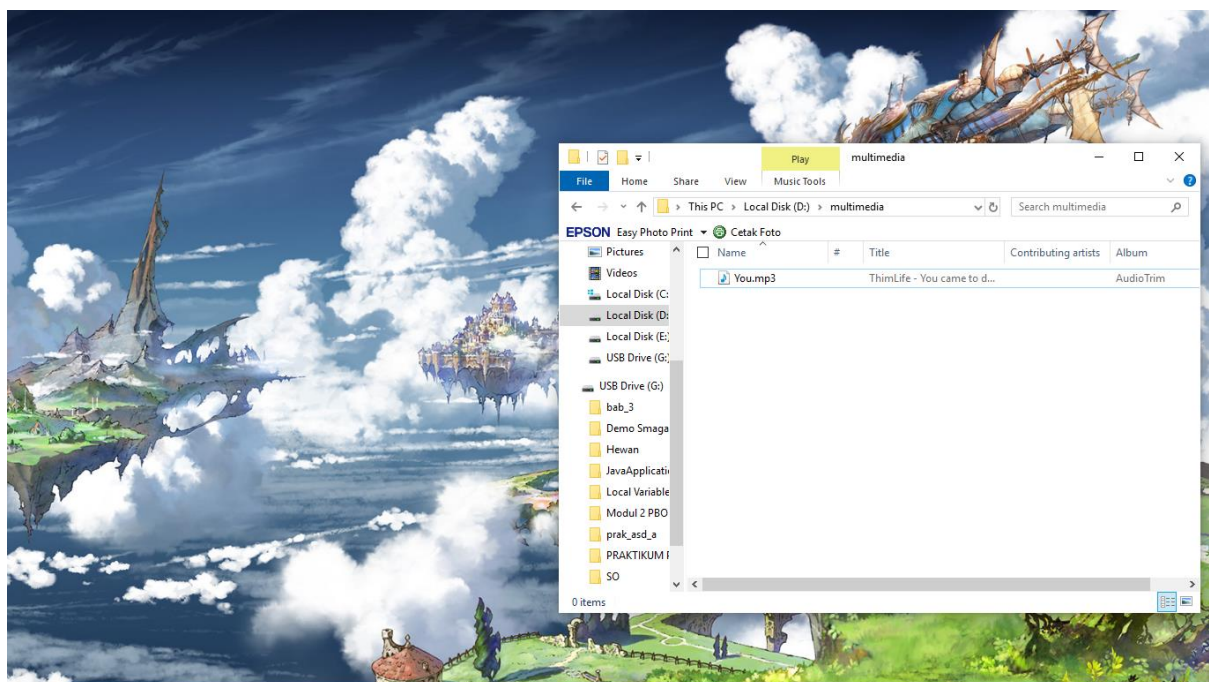 Play multimedia
File Home Share View Music Tools
This PC > Local Disk (D:) > multimedia Search multimedia
EPSON Easy Photo Print Cetak Foto
Name # Title Contributing artists Album
You.mp3 ThimLife - You came to d... AudioTrim
Pictures
Videos
Local Disk (C:
Local Disk (D:
Local Disk (E:)
USB Drive (G:)
USB Drive (G:)
bab_3
Demo Smaga
Hewan
JavaApplicati
Local Variable
Modul 2 PBO
prak_asd_a
PRAKTIKUM F
SO
0 items